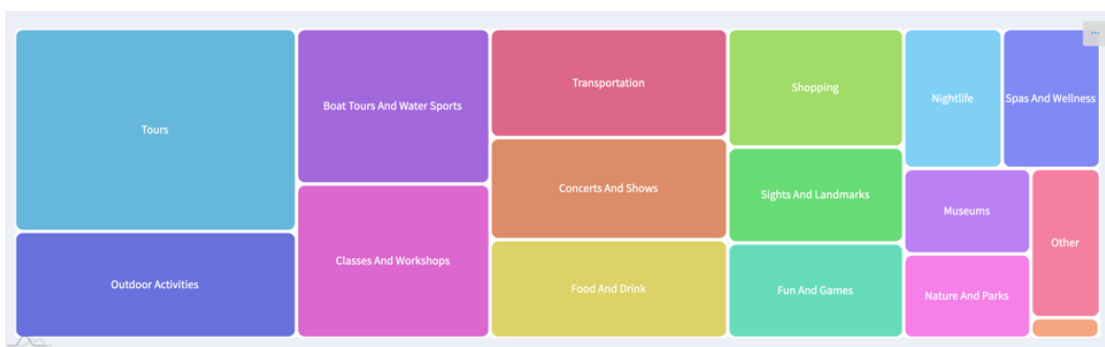 Tours
Outdoor Activities
Boat Tours And Water Sports
Classes And Workshops
Transportation
Concerts And Shows
Food And Drink
Shopping
Sights And Landmarks
Fun And Games
Nightlife
Spas And Wellness
Museums
Nature And Parks
Other